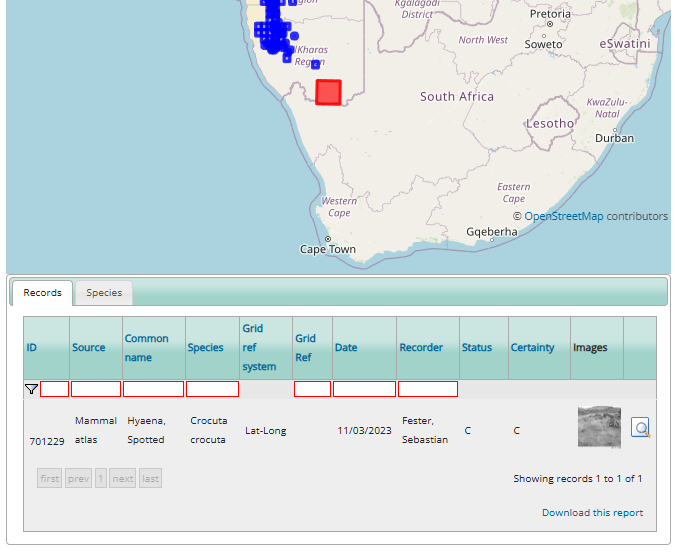 Region
Kgalagadi
District
Pretoria
North West
Soweto
eSwatini
Kharas
Region
South Africa
KwaZulu-
Natal
Lesotho
Durban
Western
Cape
Eastern
Cape
© OpenStreetMap contributors
Gqeberha
Cape Town
Records Species
ID Source Common name Species Grid ref system Grid Ref Date Recorder Status Certainty Images
701229 Mammal atlas Hyaena, Spotted Crocuta crocuta Lat-Long 11/03/2023 Fester, Sebastian C C
first prev 1 next last Showing records 1 to 1 of 1
Download this report